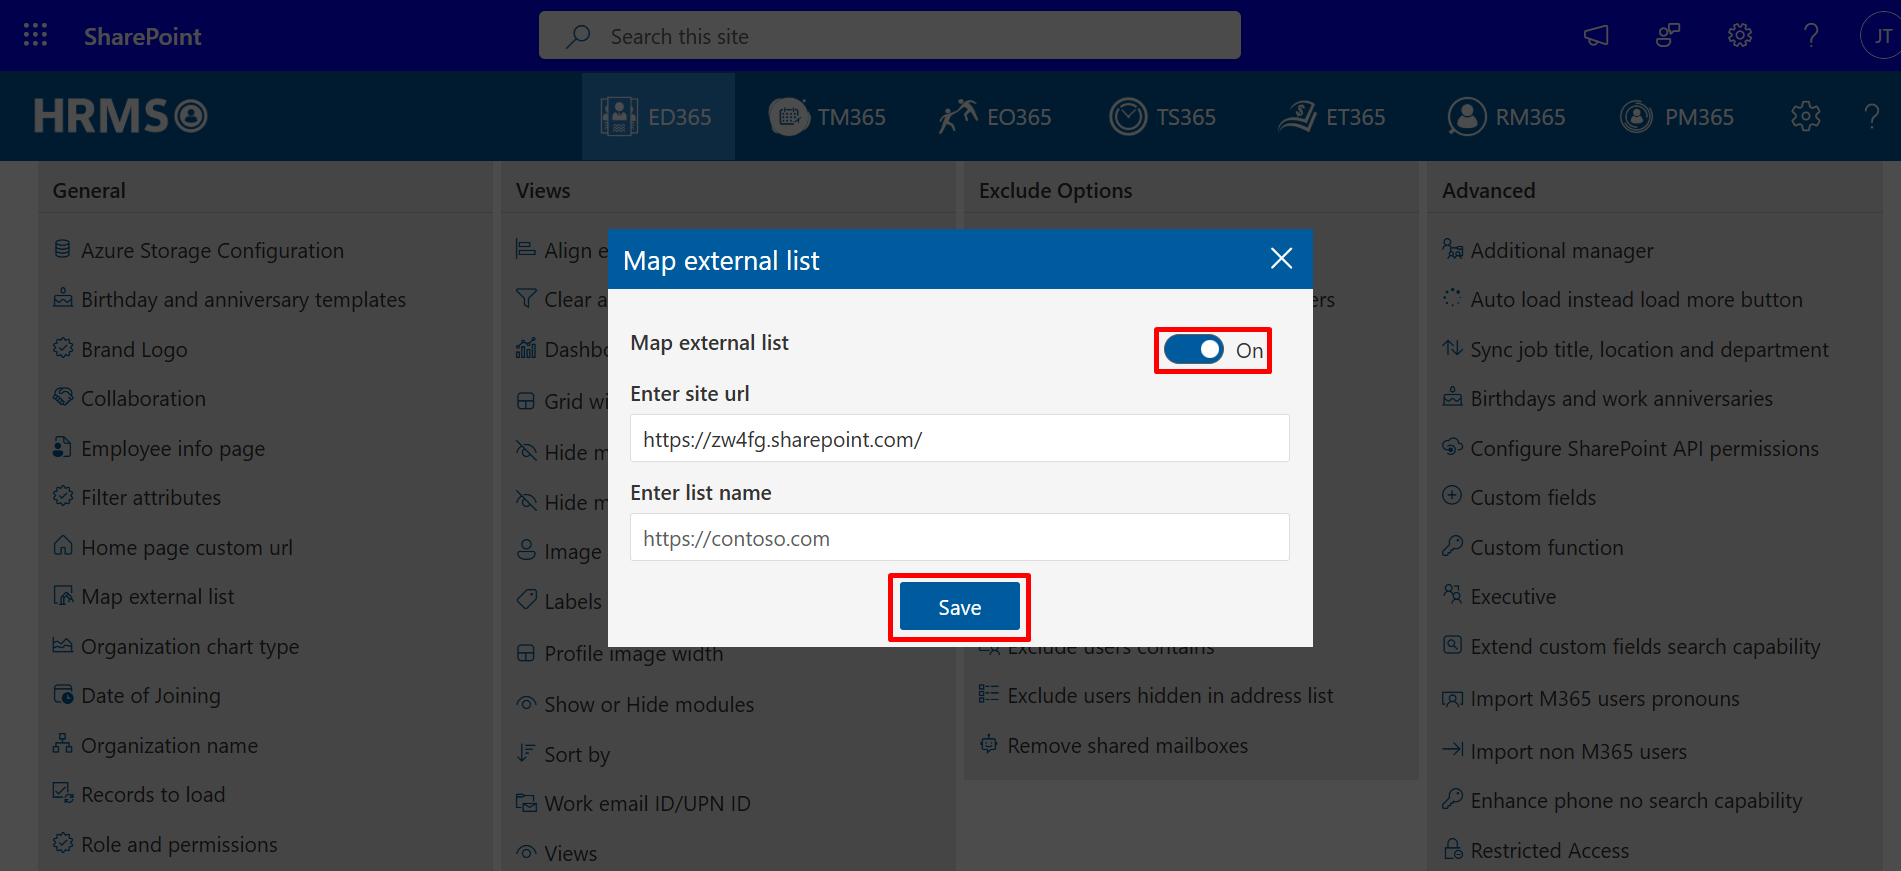 SharePoint
Search this site
JT
HRMS
ED365
TM365
EO365
TS365
ET365
RM365
PM365
General
Azure Storage Configuration
Birthday and anniversary templates
Brand Logo
Collaboration
Employee info page
Filter attributes
Home page custom url
Map external list
Organization chart type
Date of Joining
Organization name
Records to load
Role and permissions
Views
Align e
Clear a
Dashbo
Grid wi
Hide m
Hide m
Image
Labels
Profile image width
Show or Hide modules
Sort by
Work email ID/UPN ID
Views
Exclude Options
ers
Exclude users contains
Exclude users hidden in address list
Remove shared mailboxes
Advanced
Additional manager
Auto load instead load more button
Sync job title, location and department
Birthdays and work anniversaries
Configure SharePoint API permissions
Custom fields
Custom function
Executive
Extend custom fields search capability
Import M365 users pronouns
Import non M365 users
Enhance phone no search capability
Restricted Access
Map external list
Map external list
On
Enter site url
https://zw4fg.sharepoint.com/
Enter list name
https://contoso.com
Save